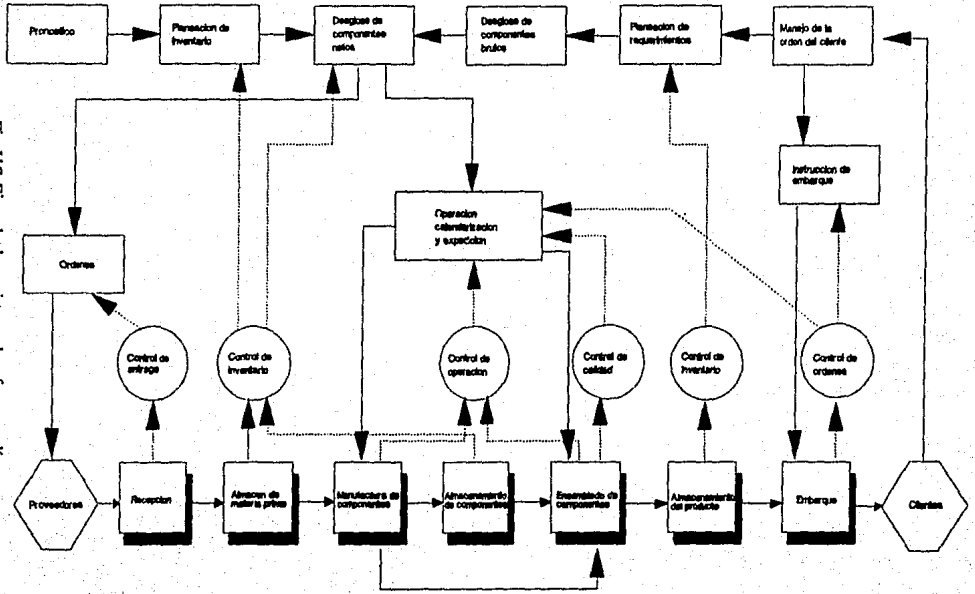 Pronostico
Planeacion de
inventario
Desglose de
componentes
netos
Desglose de
componentes
brutos
Planeacion de
requerimientos
Manejo de la
orden del cliente
Instruccion de
embarque
Operacion
calendarizacion
y expedicion
Ordenes
Control de
entrega
Control de
inventario
Control de
operacion
Control de
calidad
Control de
inventario
Control de
ordenes
Proveedores
Recepcion
Almacen de
materia prima
Manufactura de
componentes
Almacenamiento
de componentes
Ensamblado de
componentes
Almacenamiento
del producto
Embarque
Clientes